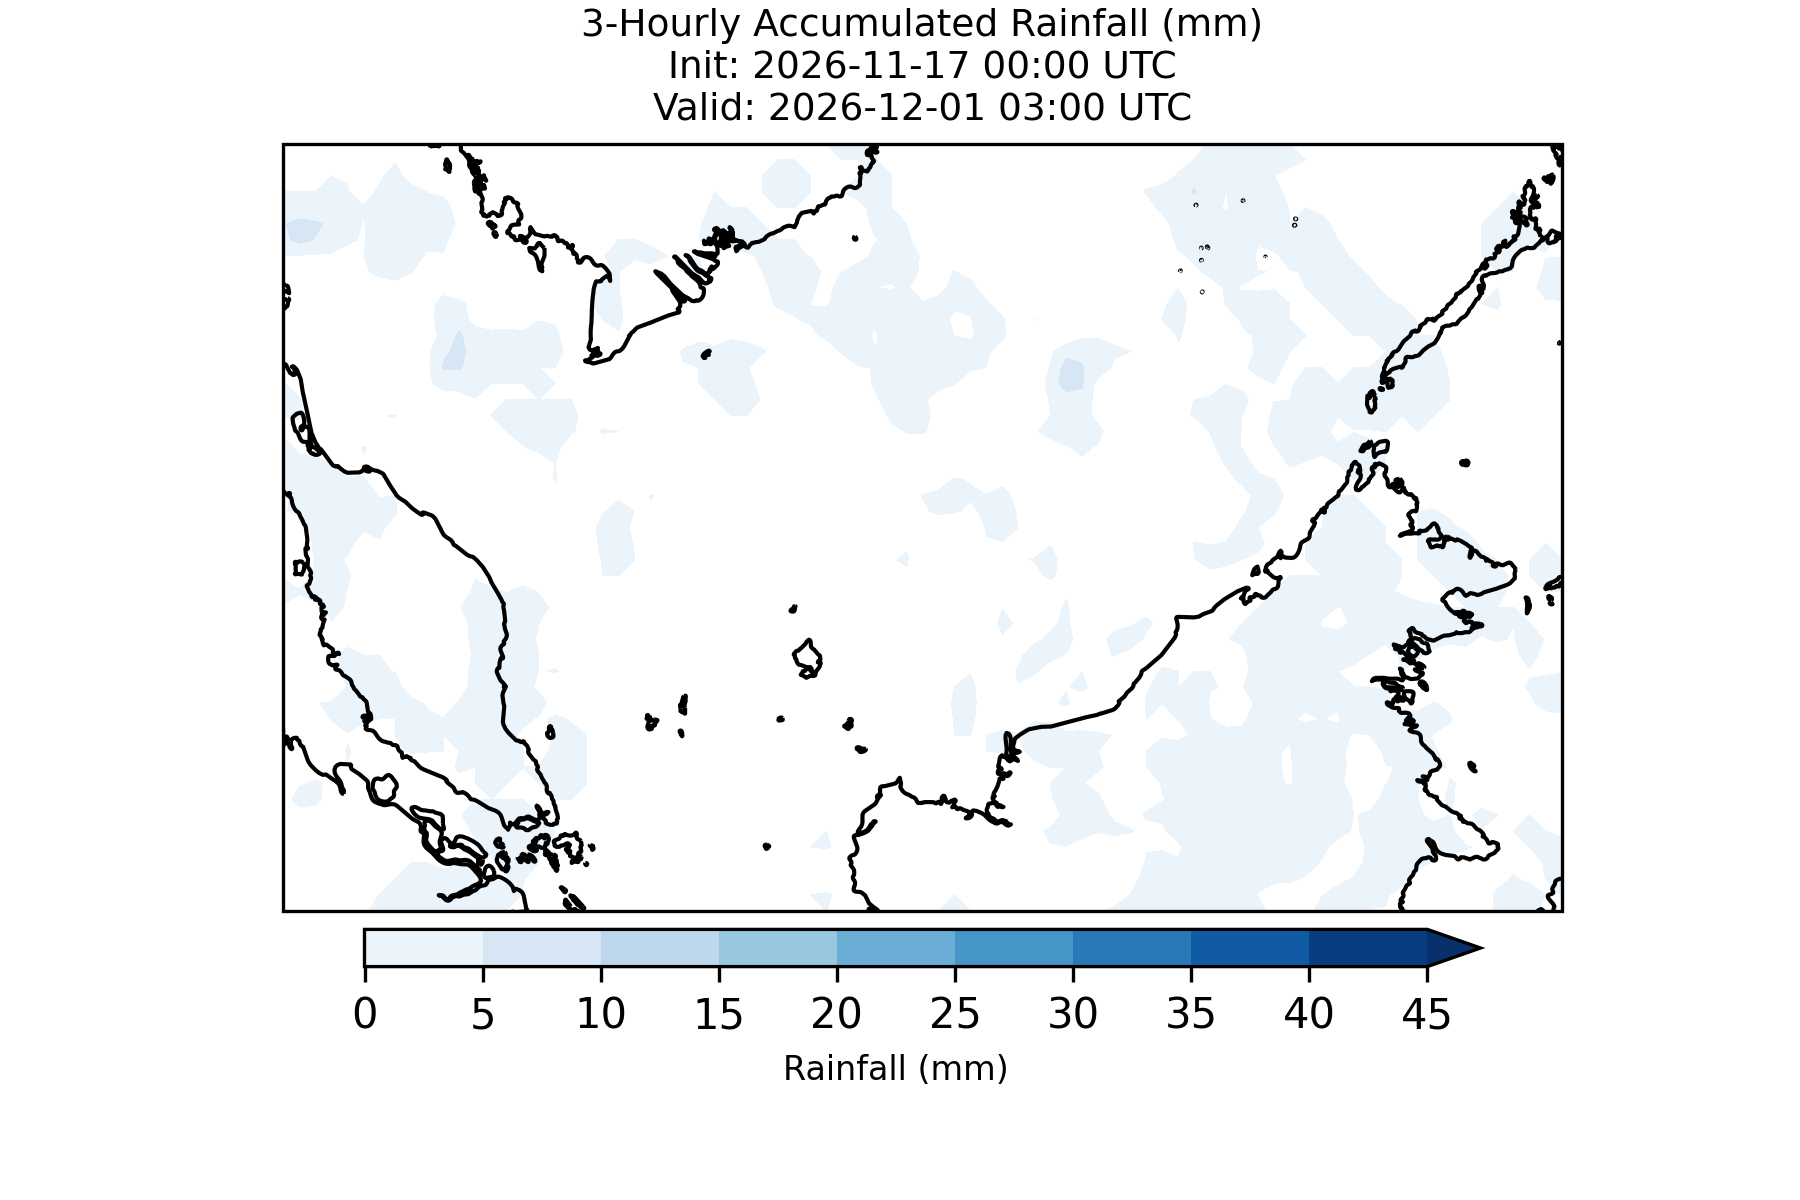 3-Hourly Accumulated Rainfall (mm)
Init: 2026-11-17 00:00 UTC
Valid: 2026-12-01 03:00 UTC
0 5 10 15 20 25 30 35 40 45
Rainfall (mm)